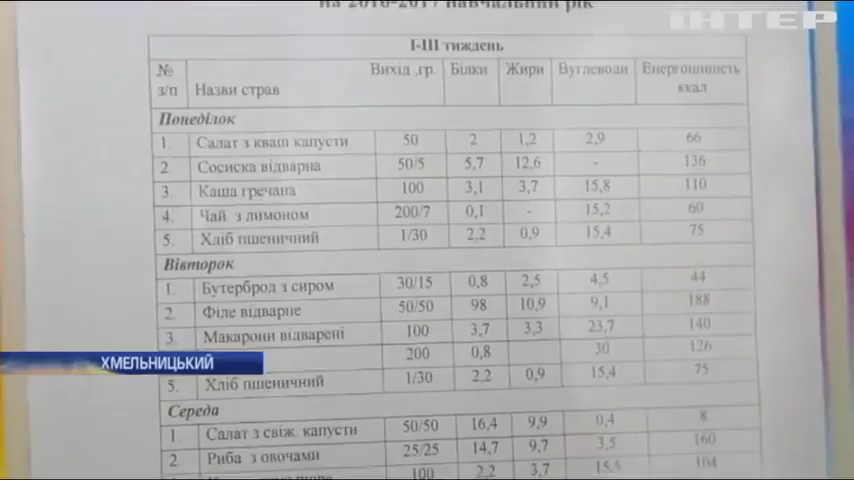 на 2016-2017 навчальний рік
ІНТЕР
І-ІІІ тиждень
№ з/п Назви страв Вихід ,гр Білки Жири Вуглеводи Енергоцінність ккал
Понеділок
1. Салат з кваш капусти 50 2 1,2 2,9 66
2. Сосиска відварна 50/5 5,7 12,6 - 136
3. Каша гречана 100 3,1 3,7 15,8 110
4. Чай з лимоном 200/7 0,1 - 15,2 60
5. Хліб пшеничний 1/30 2,2 0,9 15,4 75
Вівторок
1. Бутерброд з сиром 30/15 0,8 2,5 4,5 44
2. Філе відварне 50/50 98 10,9 9,1 188
3. Макарони відварені 100 3,7 3,3 23,7 140
200 0,8 30 126
ХМЕЛЬНИЦЬКИЙ
5. Хліб пшеничний 1/30 2,2 0,9 15,4 75
Середа
1. Салат з свіж. капусти 50/50 16,4 9,9 0,4 8
2. Риба з овочами 25/25 14,7 9,7 3,5 160
100 2,2 3,7 15,5 104